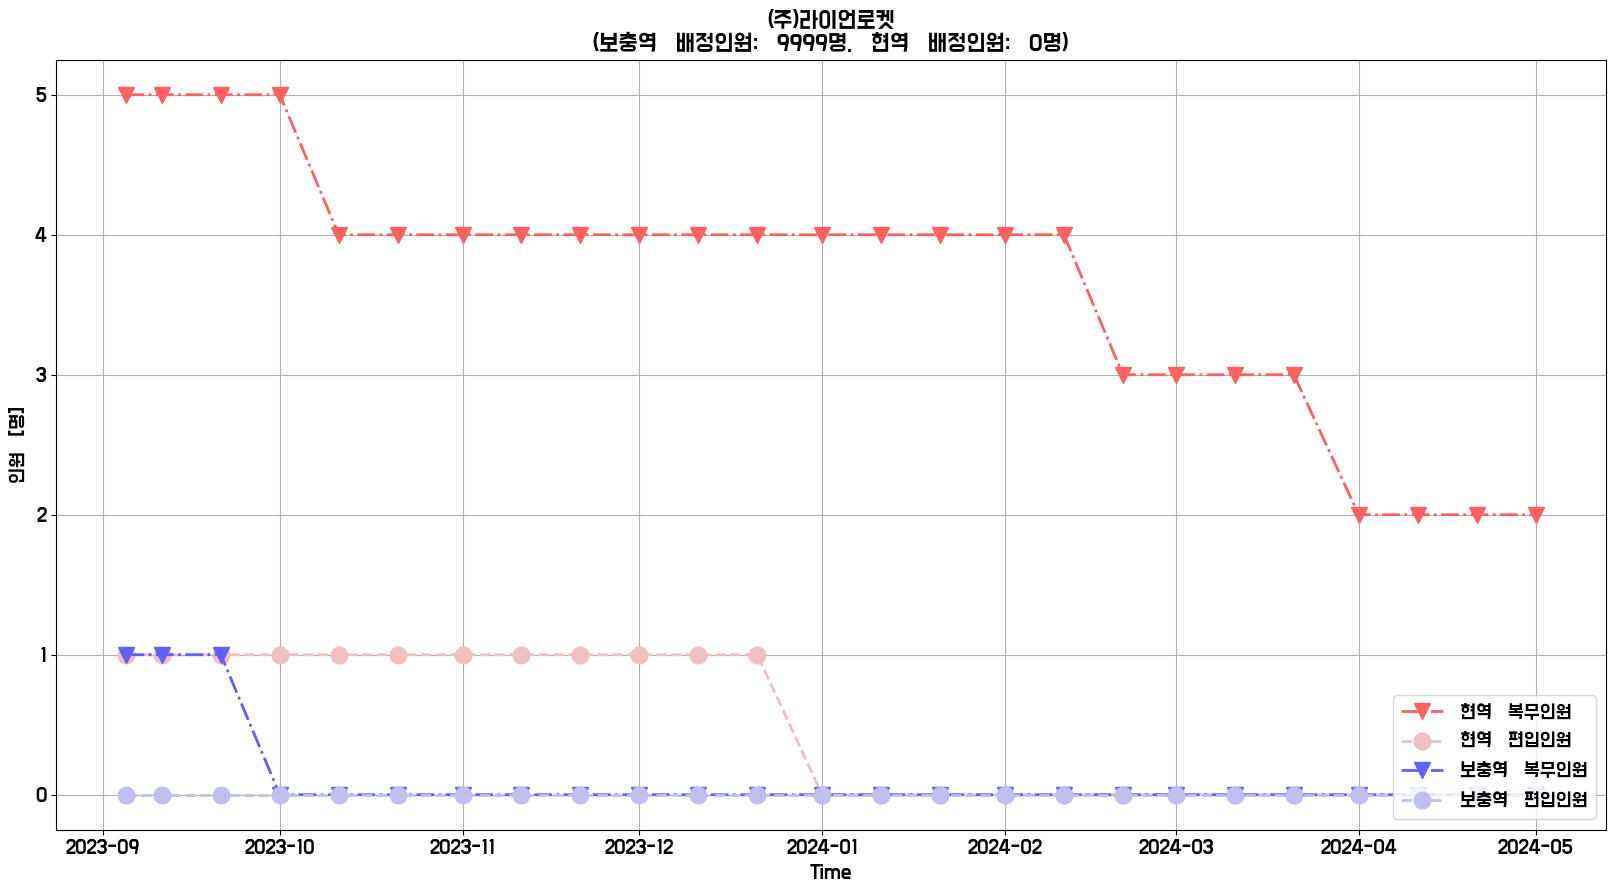 (주)라이언로켓
(보충역 배정인원: 9999명, 현역 배정인원: 0명)
인원 [명]
5
4
3
2
1
0
2023-09 2023-10 2023-11 2023-12 2024-01 2024-02 2024-03 2024-04 2024-05
Time
현역 복무인원
현역 편입인원
보충역 복무인원
보충역 편입인원